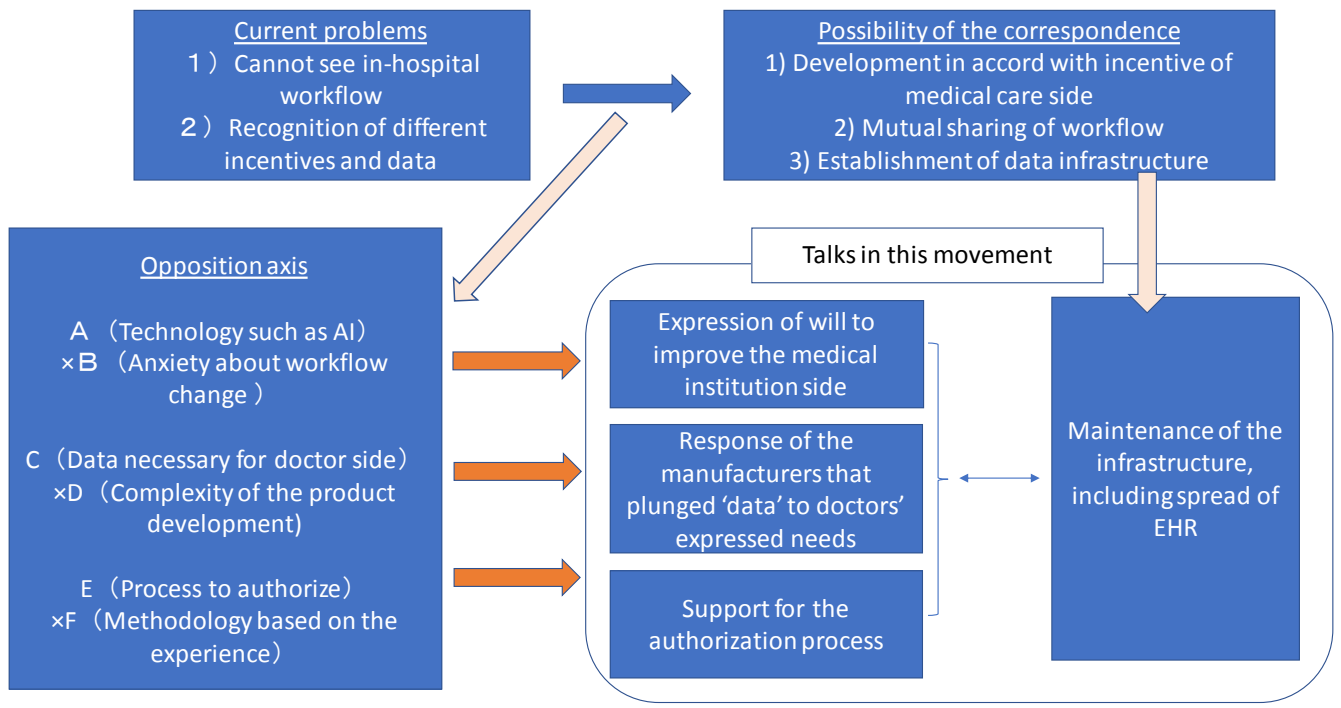 Current problems
１）Cannot see in-hospital
workflow
２）Recognition of different
incentives and data
Possibility of the correspondence
1) Development in accord with incentive of
medical care side
2) Mutual sharing of workflow
3) Establishment of data infrastructure
Opposition axis
A（Technology such as AI）
×B（Anxiety about workflow
change ）
C（Data necessary for doctor side）
×D（Complexity of the product
development)
E（Process to authorize）
×F（Methodology based on the
experience）
Talks in this movement
Expression of will to
improve the medical
institution side
Response of the
manufacturers that
plunged ‘data’ to doctors’
expressed needs
Support for the
authorization process
Maintenance of the
infrastructure,
including spread of
EHR